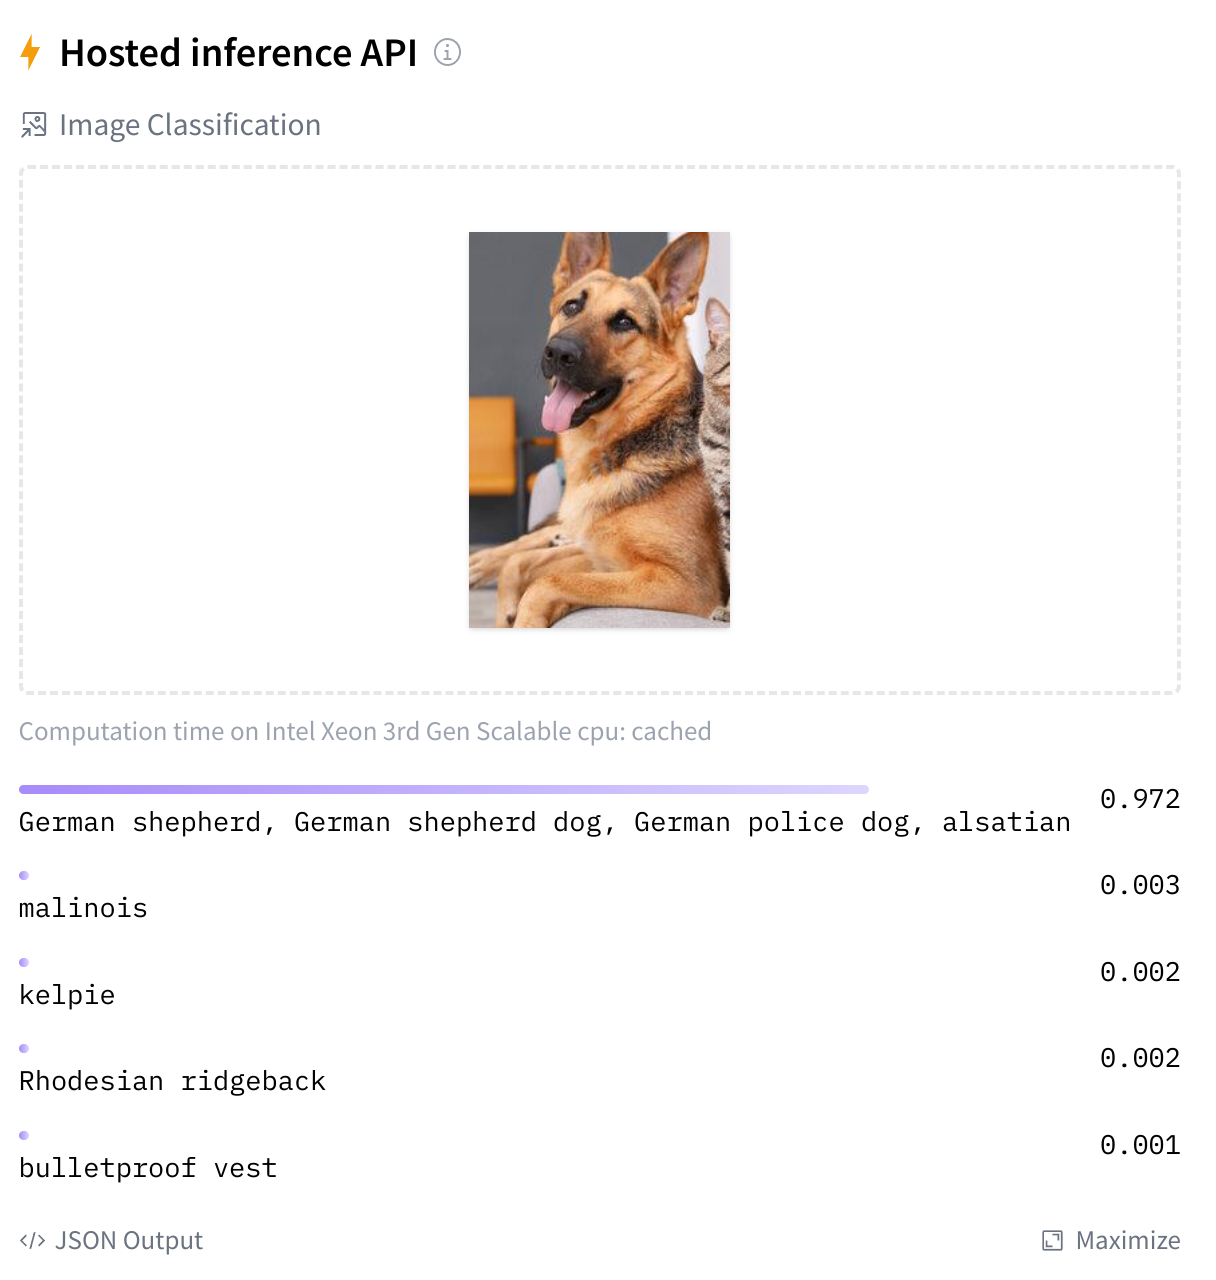 Hosted inference API
Image Classification
Computation time on Intel Xeon 3rd Gen Scalable cpu: cached
German shepherd, German shepherd dog, German police dog, alsatian 0.972
malinois 0.003
kelpie 0.002
Rhodesian ridgeback 0.002
bulletproof vest 0.001
</> JSON Output Maximize